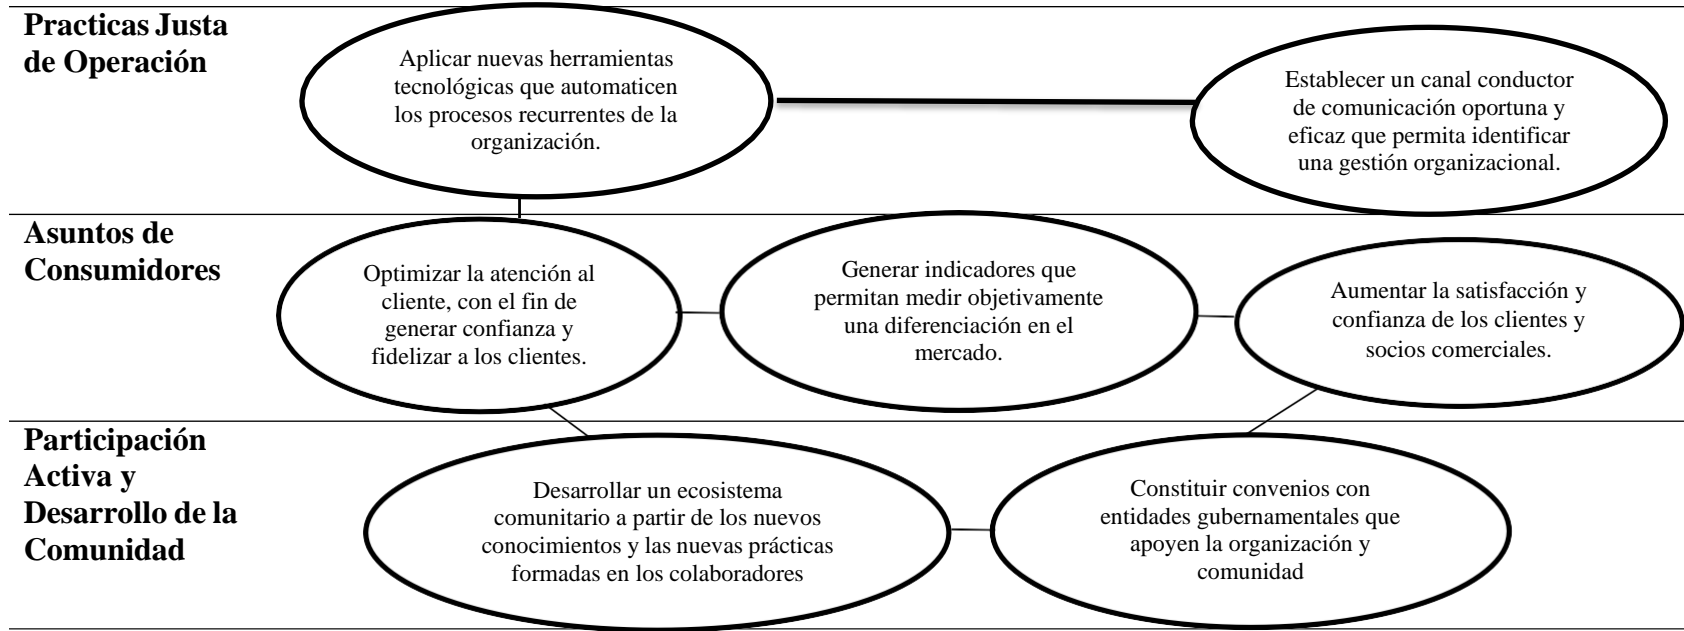 Practicas Justa
de Operación
Aplicar nuevas herramientas
tecnológicas que automaticen
los procesos recurrentes de la
organización.
Establecer un canal conductor
de comunicación oportuna y
eficaz que permita identificar
una gestión organizacional.
Asuntos de
Consumidores
Optimizar la atención al
cliente, con el fin de
generar confianza y
fidelizar a los clientes.
Generar indicadores que
permitan medir objetivamente
una diferenciación en el
mercado.
Aumentar la satisfacción y
confianza de los clientes y
socios comerciales.
Participación
Activa y
Desarrollo de la
Comunidad
Desarrollar un ecosistema
comunitario a partir de los nuevos
conocimientos y las nuevas prácticas
formadas en los colaboradores
Constituir convenios con
entidades gubernamentales que
apoyen la organización y
comunidad